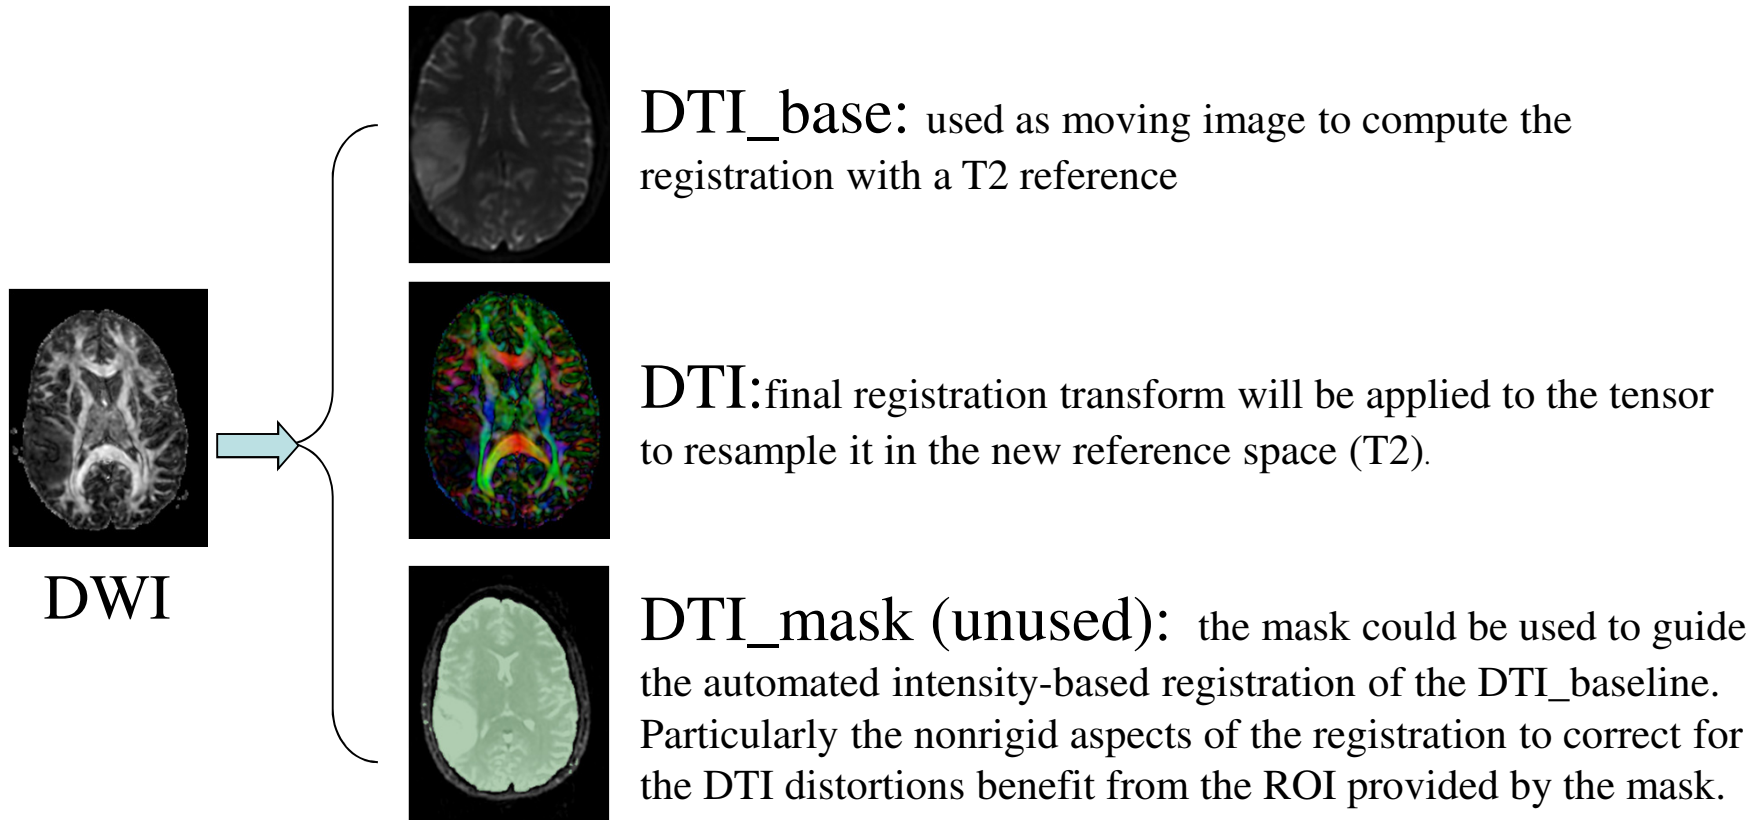 DTI_base: used as moving image to compute the
registration with a T2 reference
DTI:final registration transform will be applied to the tensor
to resample it in the new reference space (T2).
DWI
DTI_mask (unused): the mask could be used to guide
the automated intensity-based registration of the DTI_baseline.
Particularly the nonrigid aspects of the registration to correct for
the DTI distortions benefit from the ROI provided by the mask.